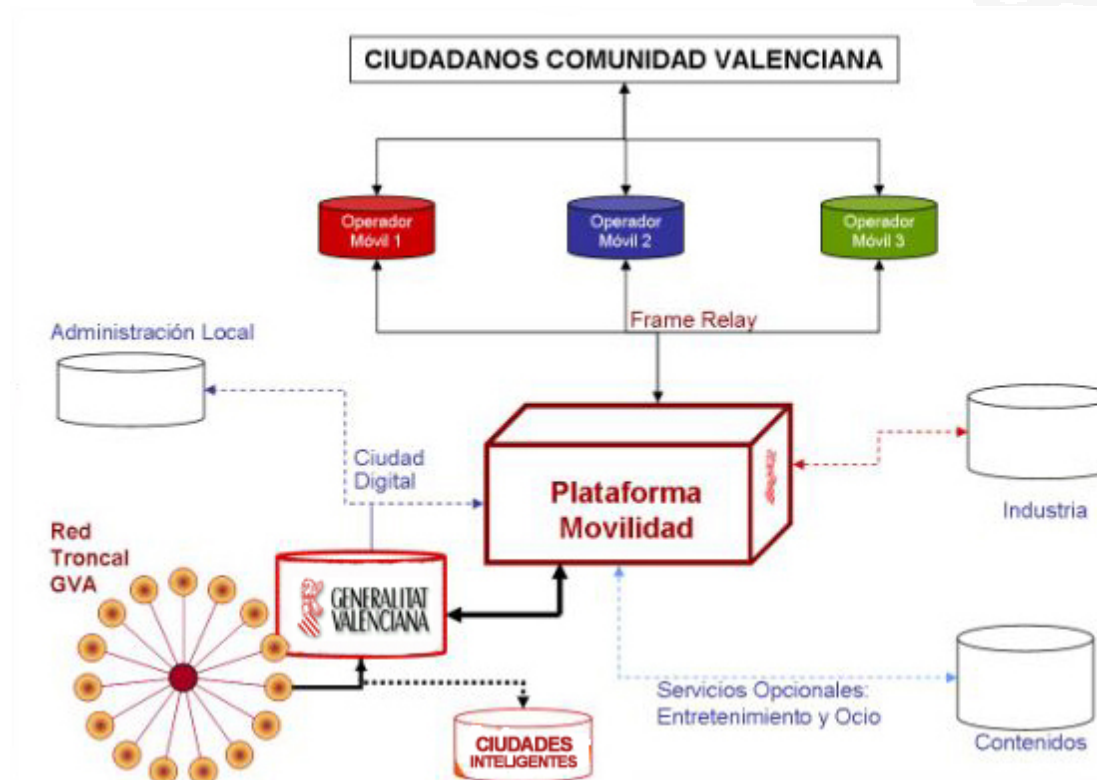 CIUDADANOS COMUNIDAD VALENCIANA
Operador
Móvil 1
Operador
Móvil 2
Operador
Móvil 3
Frame Relay
Administración Local
Ciudad
Digital
Plataforma
Movilidad
Industria
Red
Troncal
GVA
GENERALITAT
VALENCIANA
Servicios Opcionales:
Entretenimiento y Ocio
Contenidos
CIUDADES
INTELIGENTES